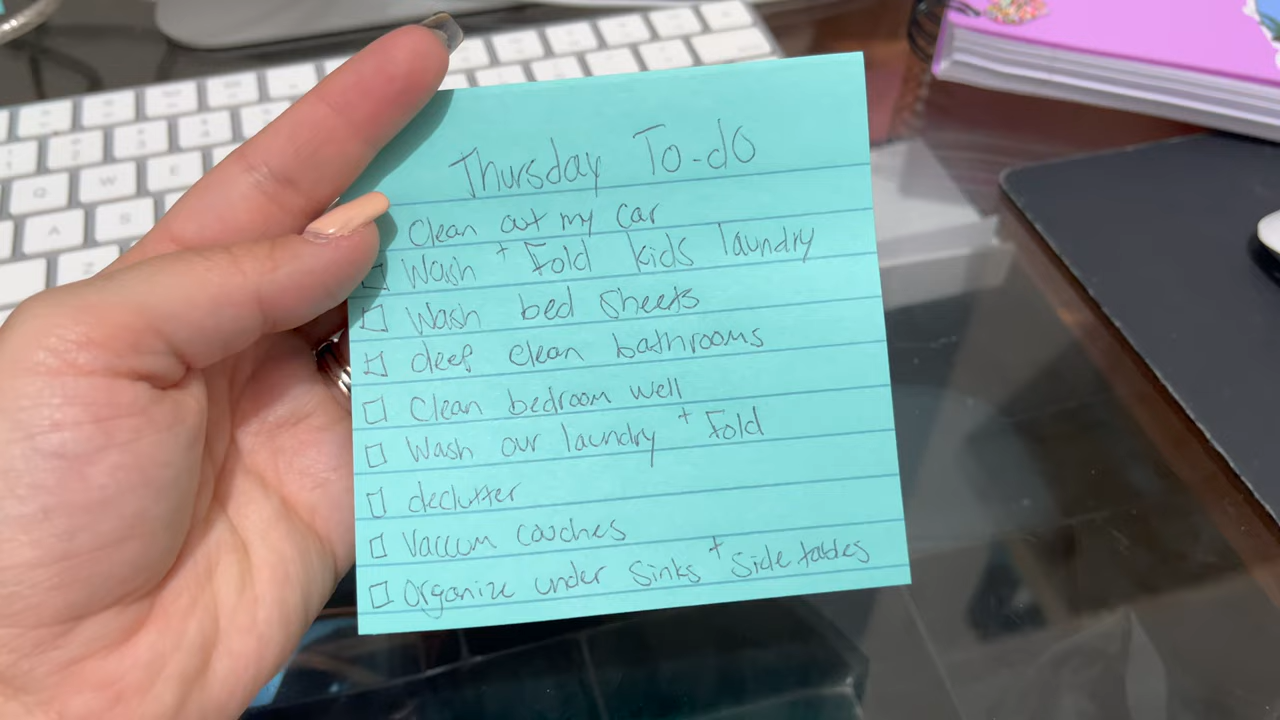 Thursday To-do
Clean out my car
Wash + Fold kids laundry
Wash bed sheets
deep clean bathrooms
Clean bedroom well
Wash our laundry + Fold
declutter
Vaccum couches
Organize under sinks + side tables
Q W E
A S
Z